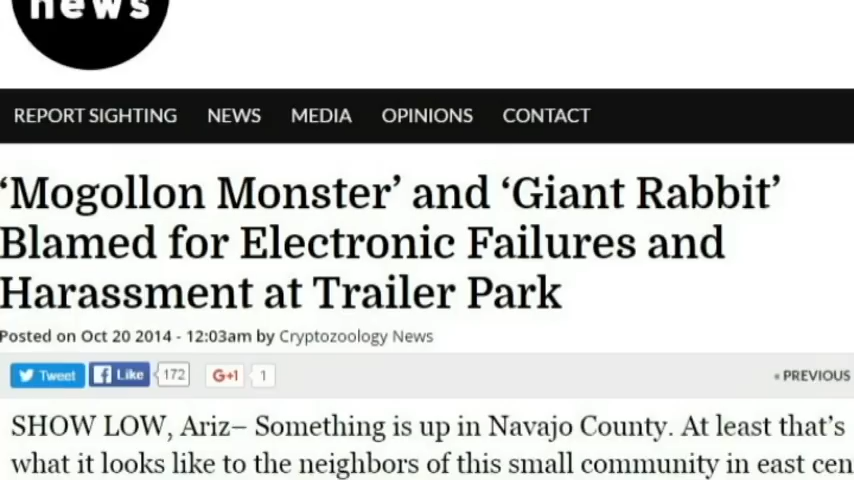 news
REPORT SIGHTING NEWS MEDIA OPINIONS CONTACT
‘Mogollon Monster’ and ‘Giant Rabbit’
Blamed for Electronic Failures and
Harassment at Trailer Park
Posted on Oct 20 2014 - 12:03am by Cryptozoology News
Tweet Like 172 G+1 1 « PREVIOUS
SHOW LOW, Ariz– Something is up in Navajo County. At least that’s
what it looks like to the neighbors of this small community in east cen